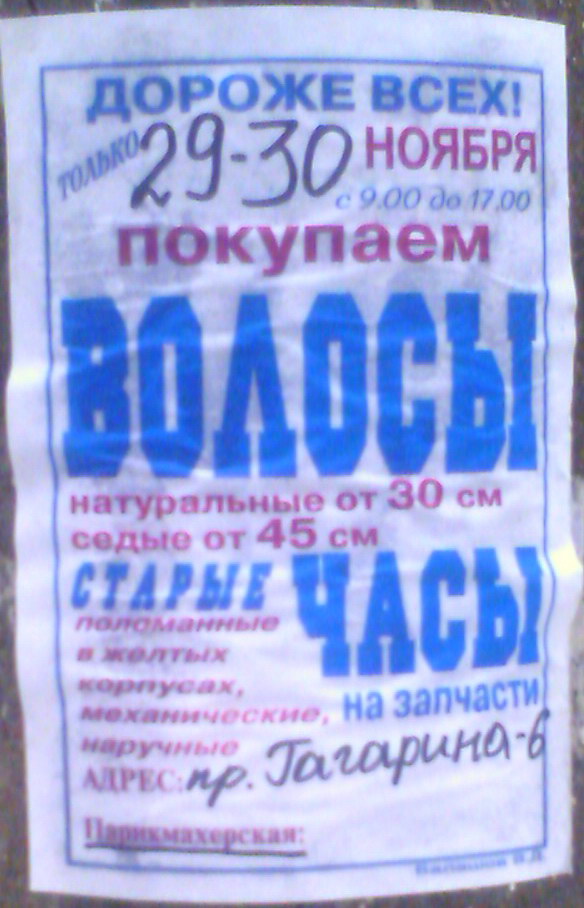 ДОРОЖЕ ВСЕХ!
ТОЛЬКО 29-30 НОЯБРЯ
с 9.00 до 17.00
покупаем
ВОЛОСЫ
натуральные от 30 см
седые от 45 см
СТАРЫЕ ЧАСЫ
поломанные
в желтых
корпусах,
механические, на запчасти
наручные
АДРЕС: пр. Гагарина-6
Парикмахерская: